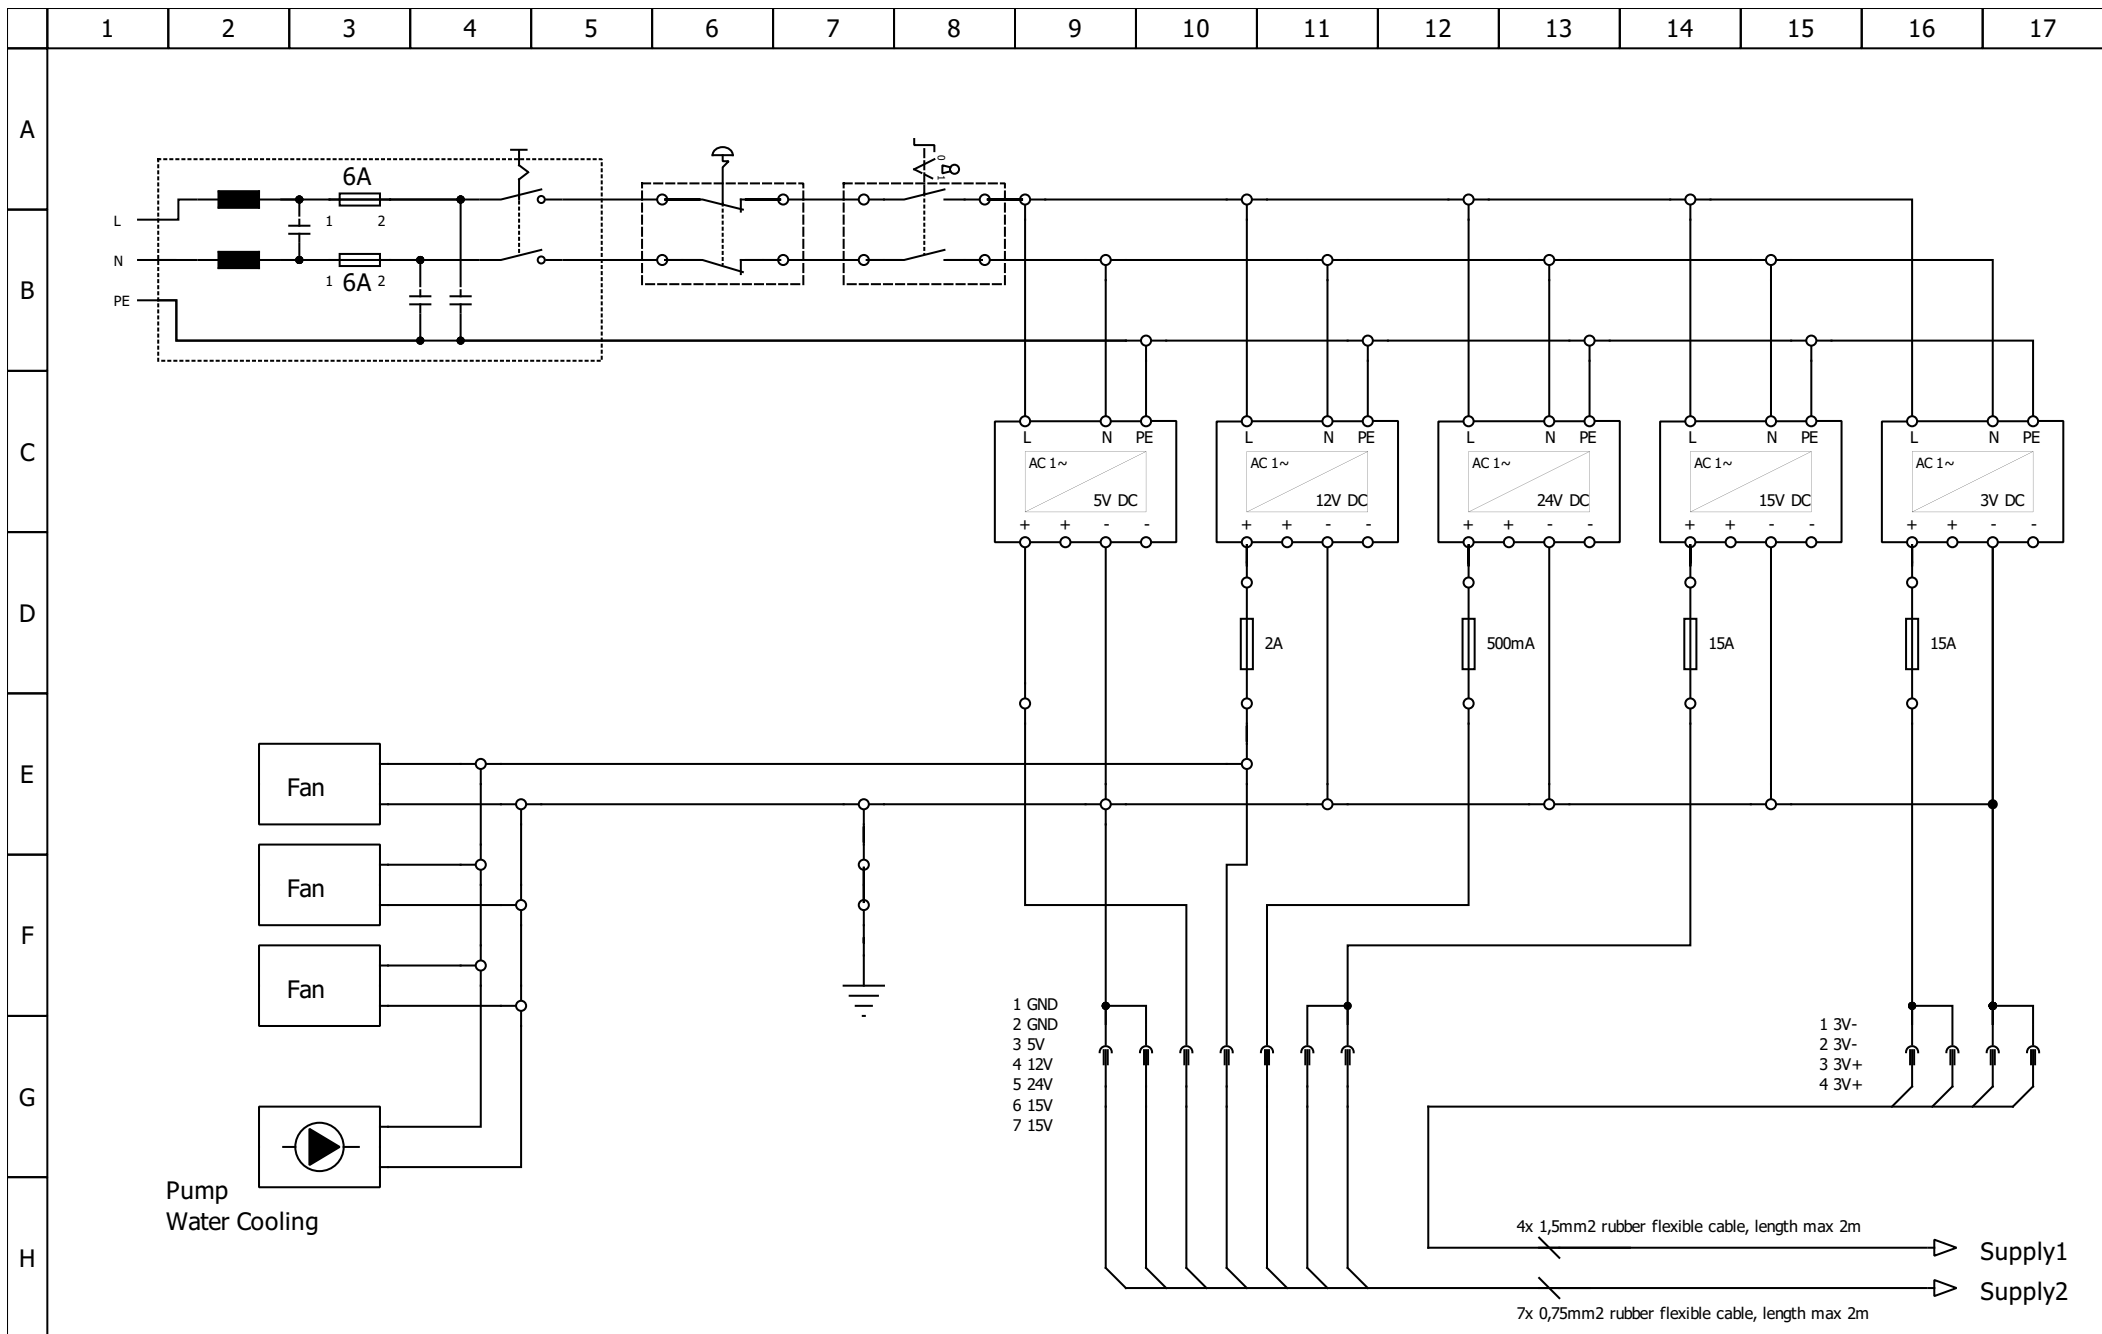 1 2 3 4 5 6 7 8 9 10 11 12 13 14 15 16 17
A
6A
0
1
L
1 2
N
B
1 6A 2
PE
C
L N PE
L N PE
L N PE
L N PE
L N PE
AC 1~
AC 1~
AC 1~
AC 1~
AC 1~
5V DC
12V DC
24V DC
15V DC
3V DC
+ + - -
+ + - -
+ + - -
+ + - -
+ + - -
D
2A
500mA
15A
15A
E
Fan
Fan
F
Fan
1 GND
2 GND
3 5V
4 12V
5 24V
6 15V
7 15V
1 3V-
2 3V-
3 3V+
4 3V+
G
Pump
Water Cooling
H
4x 1,5mm2 rubber flexible cable, length max 2m
Supply1
Supply2
7x 0,75mm2 rubber flexible cable, length max 2m